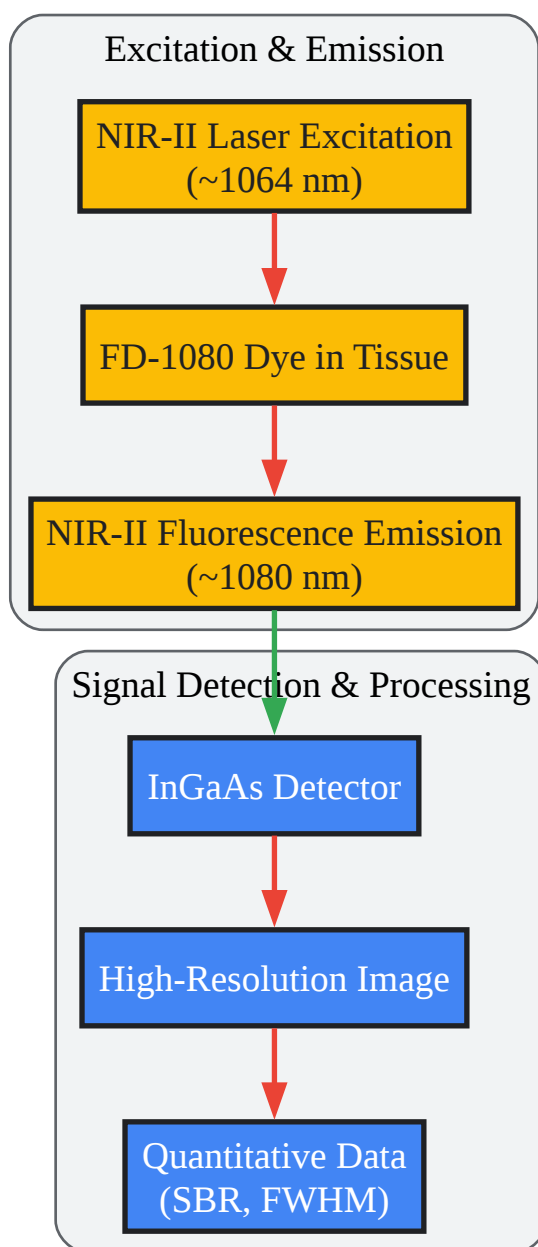 Excitation & Emission
NIR-II Laser Excitation
(~1064 nm)
FD-1080 Dye in Tissue
NIR-II Fluorescence Emission
(~1080 nm)
Signal Detection & Processing
InGaAs Detector
High-Resolution Image
Quantitative Data
(SBR, FWHM)